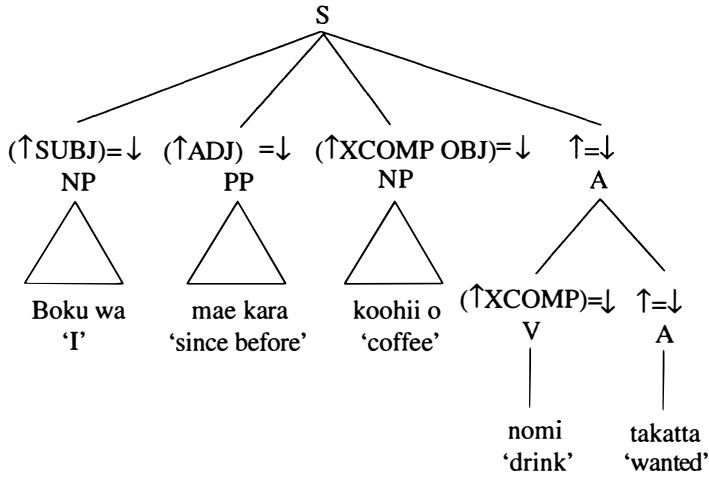 S
(↑SUBJ)=↓ (↑ADJ) =↓ (↑XCOMP OBJ)=↓ ↑=↓
NP PP NP A
(↑XCOMP)=↓ ↑=↓
Boku wa mae kara koohii o
‘I’ ‘since before’ ‘coffee’ V A
nomi takatta
‘drink’ ‘wanted’